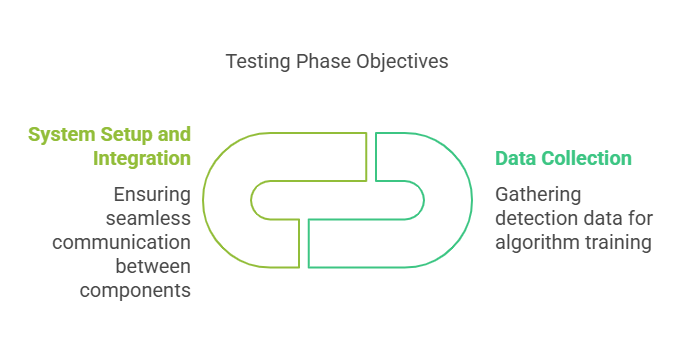 Testing Phase Objectives
System Setup and
Integration
Ensuring
seamless
communication
between
components
Data Collection
Gathering
detection data for
algorithm training